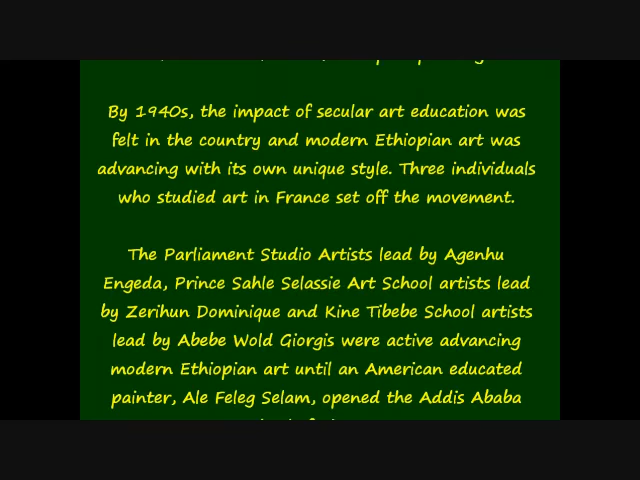 By 1940s, the impact of secular art education was
felt in the country and modern Ethiopian art was
advancing with its own unique style. Three individuals
who studied art in France set off the movement.
The Parliament Studio Artists lead by Agenhu
Engeda, Prince Sahle Selassie Art School artists lead
by Zerihun Dominique and Kine Tibebe School artists
lead by Abebe Wold Giorgis were active advancing
modern Ethiopian art until an American educated
painter, Ale Feleg Selam, opened the Addis Ababa